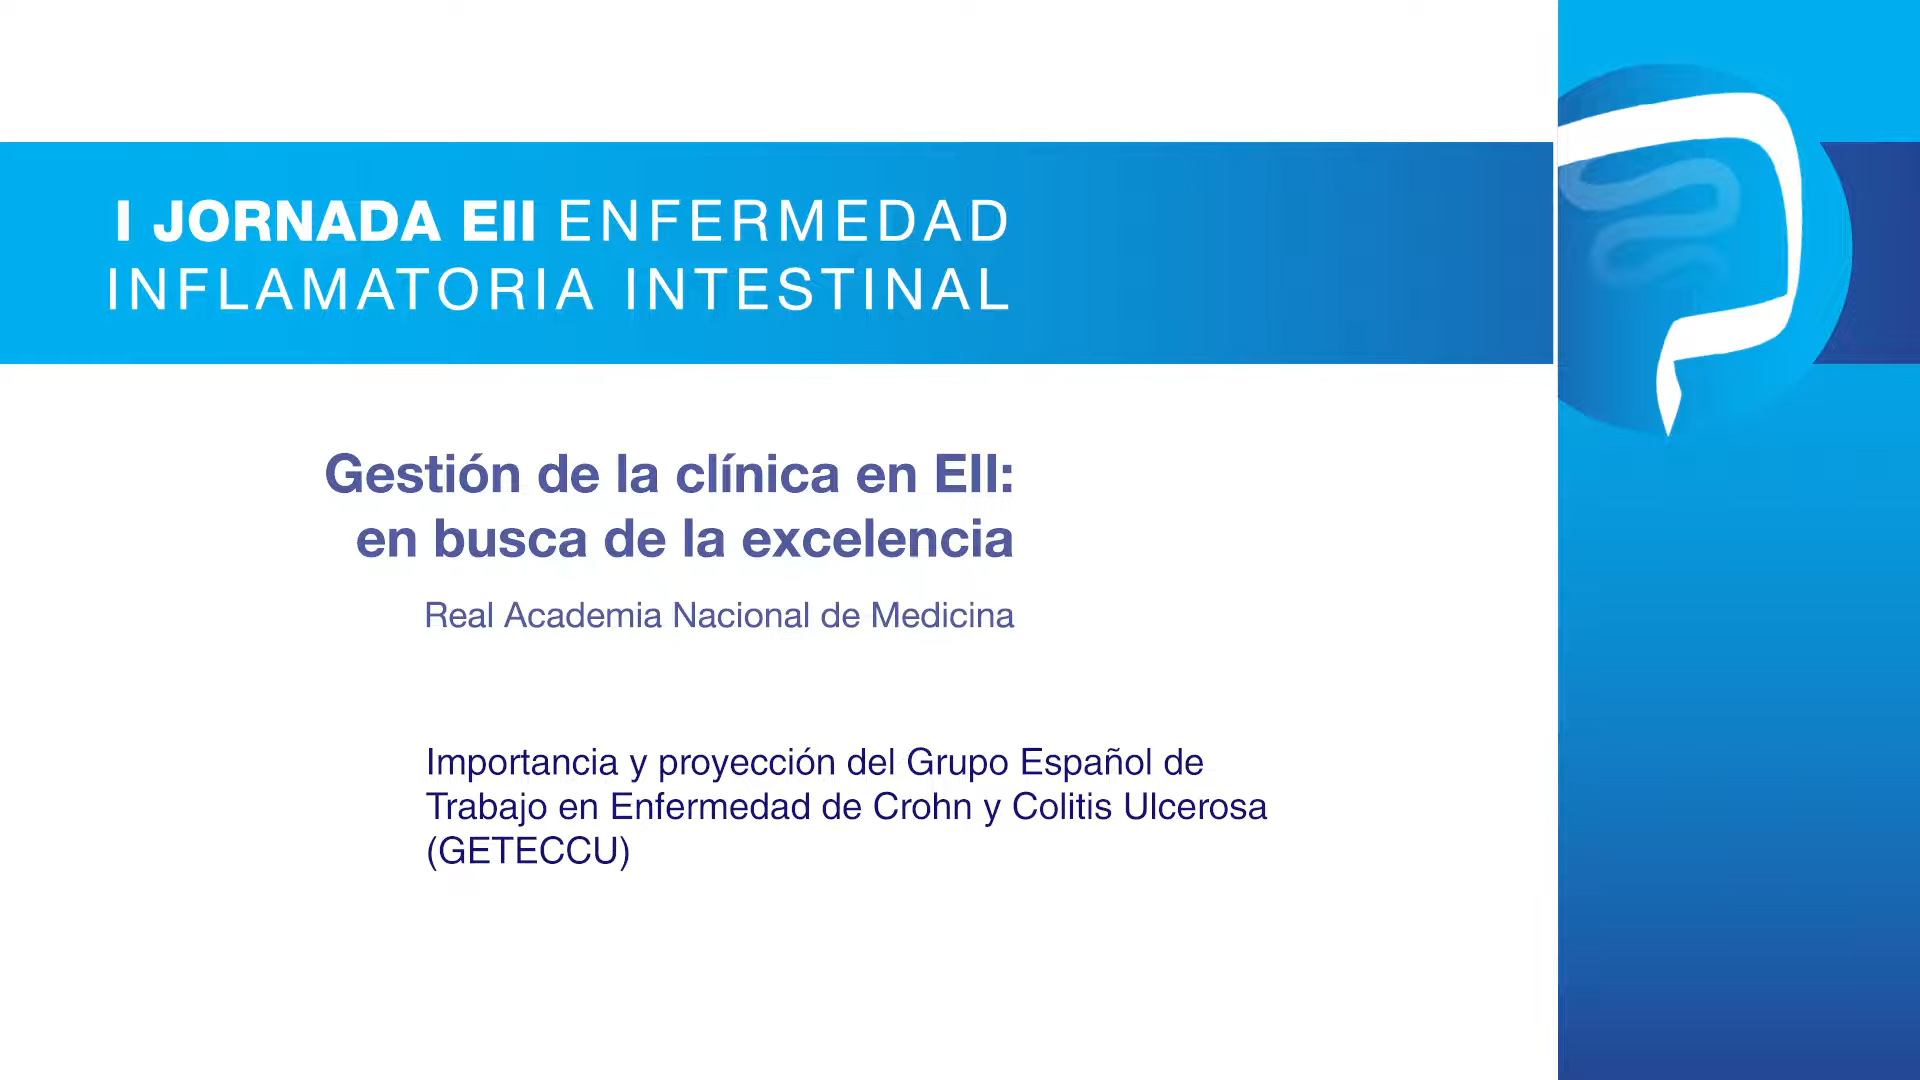 I JORNADA EII ENFERMEDAD
INFLAMATORIA INTESTINAL
Gestión de la clínica en EII:
en busca de la excelencia
Real Academia Nacional de Medicina
Importancia y proyección del Grupo Español de
Trabajo en Enfermedad de Crohn y Colitis Ulcerosa
(GETECCU)